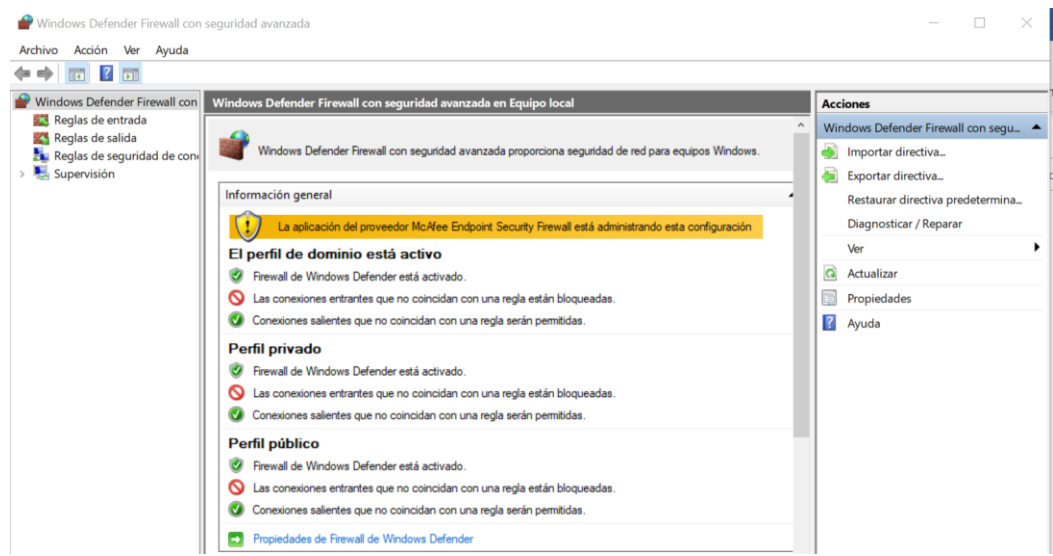 Windows Defender Firewall con seguridad avanzada
Archivo Acción Ver Ayuda
Windows Defender Firewall con
Reglas de entrada
Reglas de salida
Reglas de seguridad de con
Supervisión
Windows Defender Firewall con seguridad avanzada en Equipo local
Windows Defender Firewall con seguridad avanzada proporciona seguridad de red para equipos Windows.
Información general
La aplicación del proveedor McAfee Endpoint Security Firewall está administrando esta configuración
El perfil de dominio está activo
Firewall de Windows Defender está activado.
Las conexiones entrantes que no coincidan con una regla están bloqueadas.
Conexiones salientes que no coincidan con una regla serán permitidas.
Perfil privado
Firewall de Windows Defender está activado.
Las conexiones entrantes que no coincidan con una regla están bloqueadas.
Conexiones salientes que no coincidan con una regla serán permitidas.
Perfil público
Firewall de Windows Defender está activado.
Las conexiones entrantes que no coincidan con una regla están bloqueadas.
Conexiones salientes que no coincidan con una regla serán permitidas.
Propiedades de Firewall de Windows Defender
Acciones
Windows Defender Firewall con segu...
Importar directiva...
Exportar directiva...
Restaurar directiva predetermina...
Diagnosticar / Reparar
Ver
Actualizar
Propiedades
Ayuda